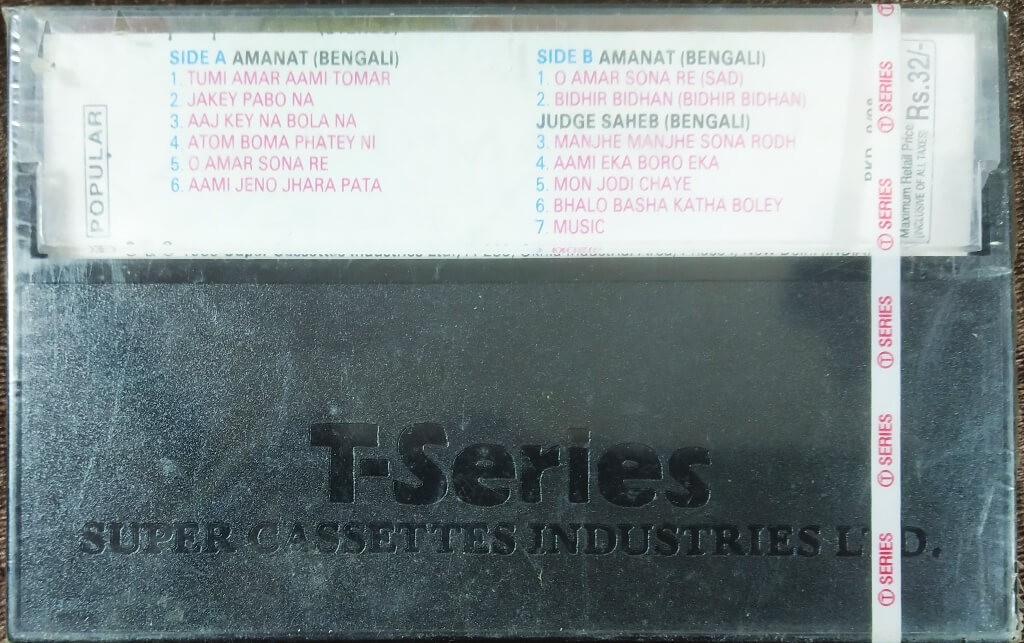 SIDE A AMANAT (BENGALI)
1. TUMI AMAR AAMI TOMAR
2. JAKEY PABO NA
3. AAJ KEY NA BOLA NA
4. ATOM BOMA PHATEY NI
5. O AMAR SONA RE
6. AAMI JENO JHARA PATA
SIDE B AMANAT (BENGALI)
1. O AMAR SONA RE (SAD)
2. BIDHIR BIDHAN (BIDHIR BIDHAN)
JUDGE SAHEB (BENGALI)
3. MANJHE MANJHE SONA RODH
4. AAMI EKA BORO EKA
5. MON JODI CHAYE
6. BHALO BASHA KATHA BOLEY
7. MUSIC
POPULAR
Maximum Retail Price Rs.32/-
(INCLUSIVE OF ALL TAXES)
Super Cassettes Industries
T SERIES
T SERIES
T SERIES
T SERIES
T SERIES
T-Series
SUPER CASSETTES INDUSTRIES LTD.